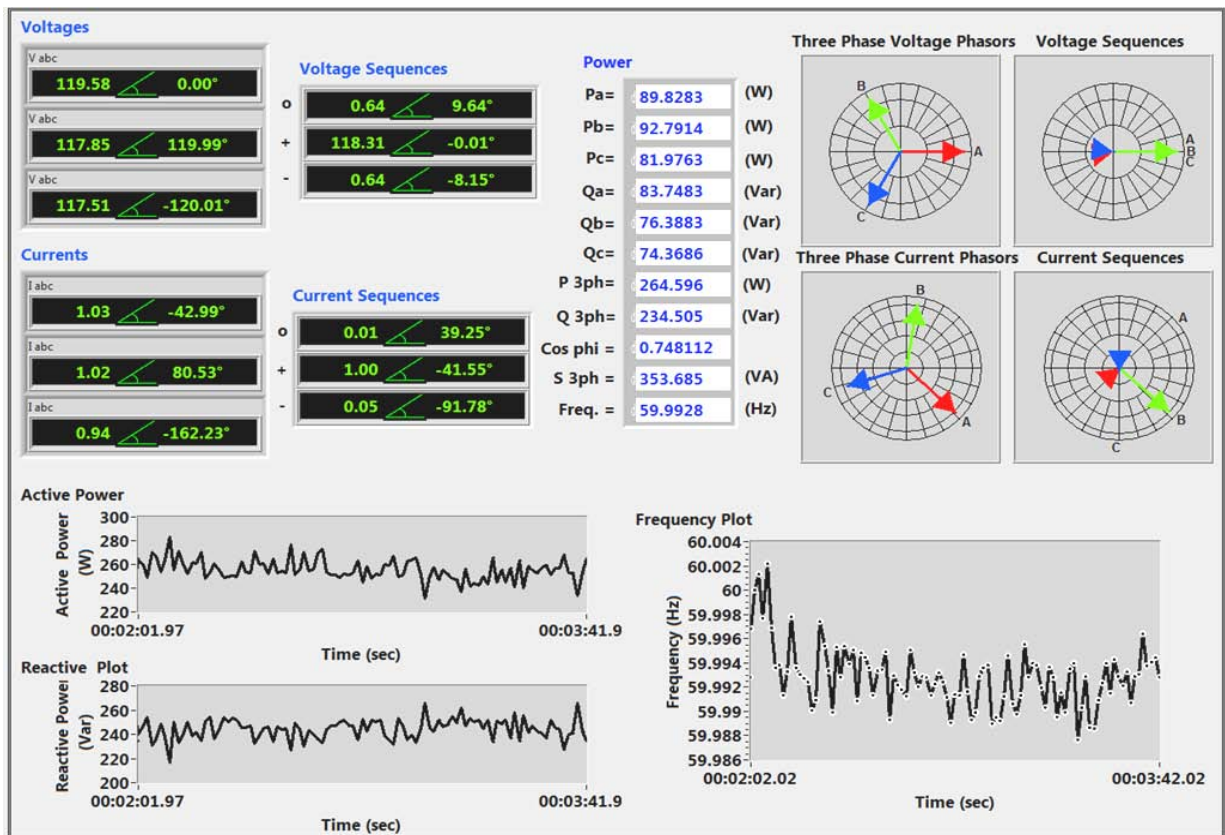 Voltages
V abc
119.58 0.00°
V abc
117.85 119.99°
V abc
117.51 -120.01°
Voltage Sequences
o 0.64 9.64°
+ 118.31 -0.01°
- 0.64 -8.15°
Currents
I abc
1.03 -42.99°
I abc
1.02 80.53°
I abc
0.94 -162.23°
Current Sequences
o 0.01 39.25°
+ 1.00 -41.55°
- 0.05 -91.78°
Power
Pa= 89.8283 (W)
Pb= 92.7914 (W)
Pc= 81.9763 (W)
Qa= 83.7483 (Var)
Qb= 76.3883 (Var)
Qc= 74.3686 (Var)
P 3ph= 264.596 (W)
Q 3ph= 234.505 (Var)
Cos phi = 0.748112
S 3ph = 353.685 (VA)
Freq. = 59.9928 (Hz)
Three Phase Voltage Phasors
B
A
C
Voltage Sequences
A
B
C
Three Phase Current Phasors
B
C
A
Current Sequences
A
B
C
Active Power
Active Power
(W)
300
280
260
240
220
00:02:01.97 00:03:41.9
Time (sec)
Reactive Plot
Reactive Power
(Var)
280
260
240
220
200
00:02:01.97 00:03:41.9
Time (sec)
Frequency Plot
Frequency (Hz)
60.004
60.002
60
59.998
59.996
59.994
59.992
59.99
59.988
59.986
00:02:02.02 00:03:42.02
Time (sec)